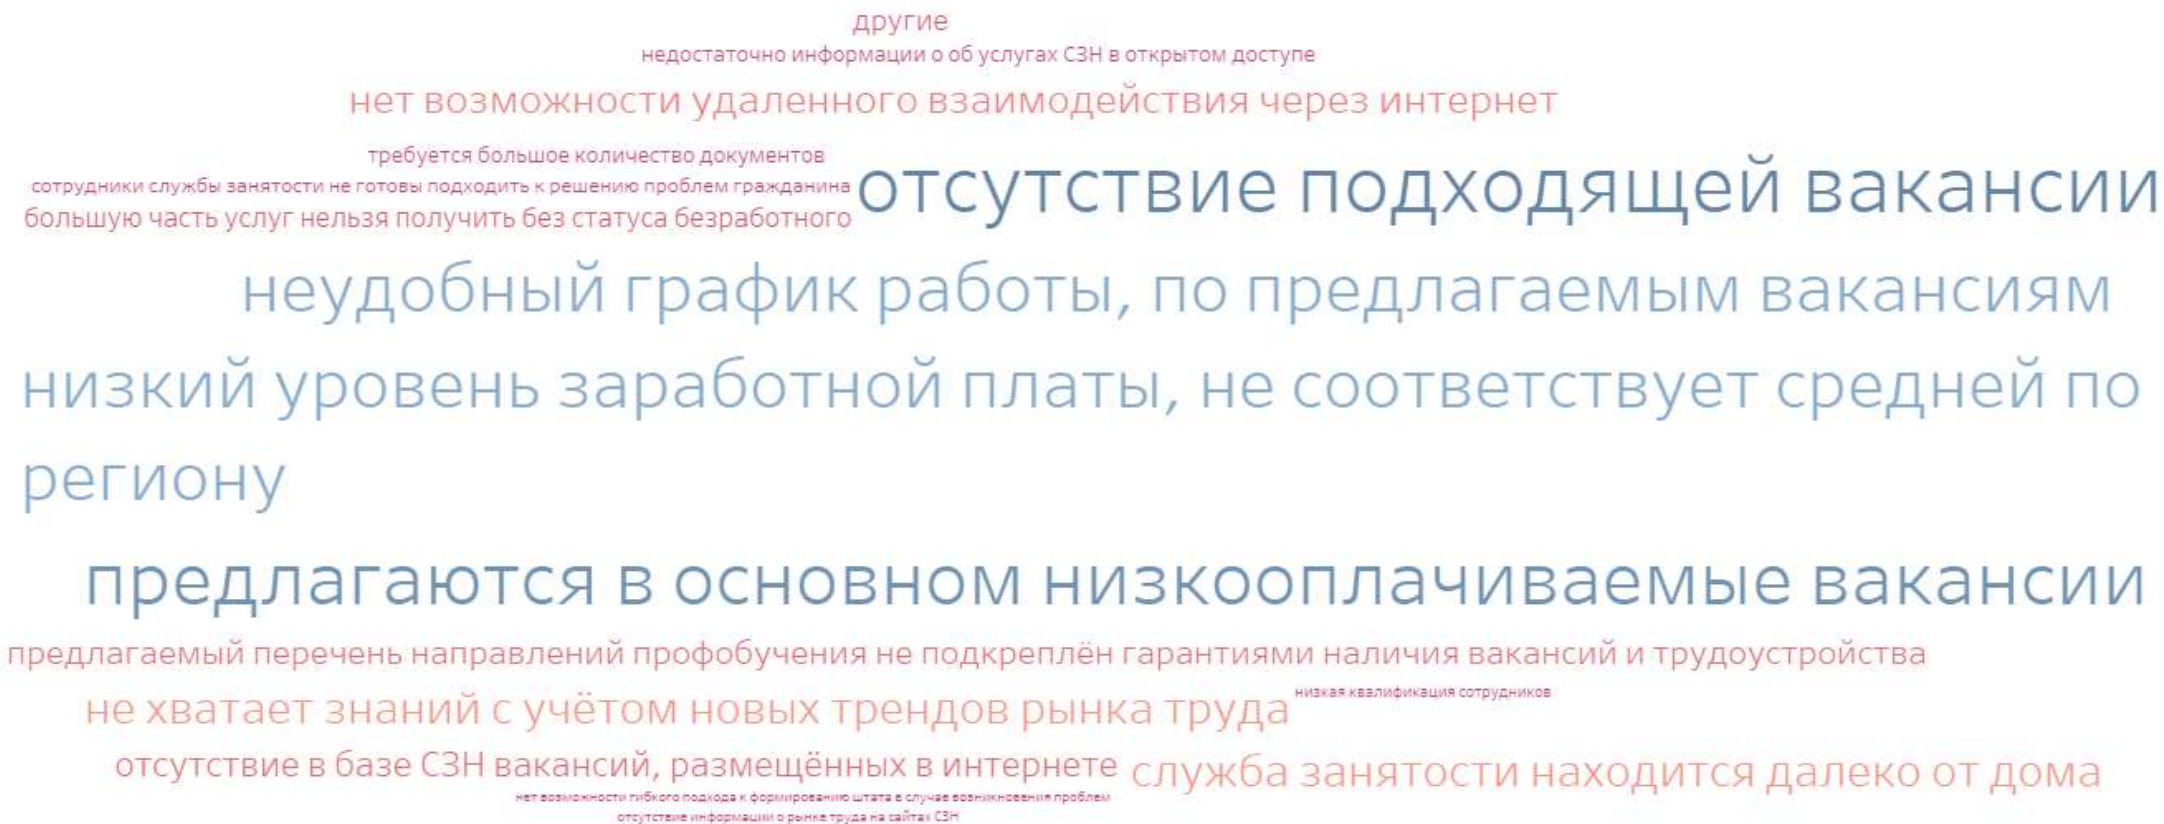 другие
недостаточно информации о об услугах СЗН в открытом доступе
нет возможности удаленного взаимодействия через интернет
требуется большое количество документов
сотрудники службы занятости не готовы подходить к решению проблем гражданина
большую часть услуг нельзя получить без статуса безработного
отсутствие подходящей вакансии
неудобный график работы, по предлагаемым вакансиям
низкий уровень заработной платы, не соответствует средней по
региону
предлагаются в основном низкооплачиваемые вакансии
предлагаемый перечень направлений профобучения не подкреплён гарантиями наличия вакансий и трудоустройства
не хватает знаний с учётом новых трендов рынка труда
низкая квалификация сотрудников
отсутствие в базе СЗН вакансий, размещённых в интернете
служба занятости находится далеко от дома
нет возможности гибкого подхода к формированию штата в случае возникновения проблем
отсутствие информации о рынке труда на сайтах СЗН